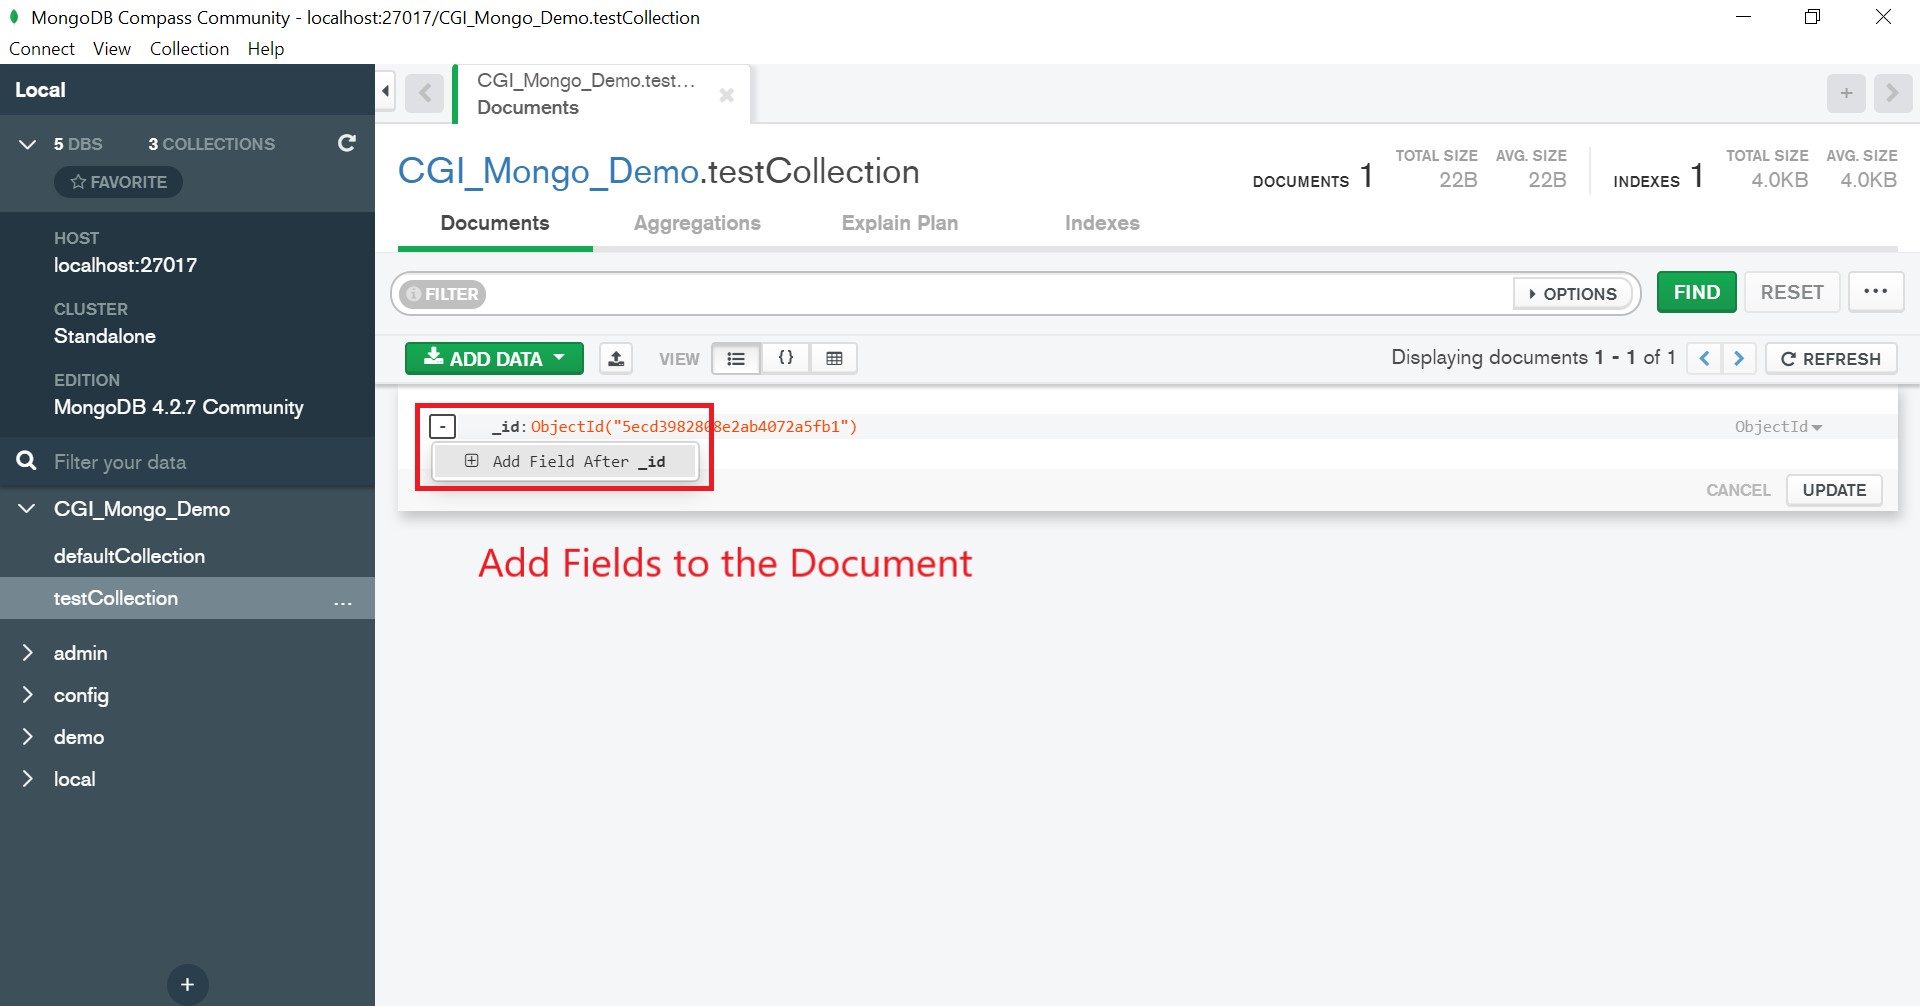 MongoDB Compass Community - localhost:27017/CGI_Mongo_Demo.testCollection
Connect View Collection Help
Local
5 DBS 3 COLLECTIONS
FAVORITE
HOST
localhost:27017
CLUSTER
Standalone
EDITION
MongoDB 4.2.7 Community
Filter your data
CGI_Mongo_Demo
defaultCollection
testCollection ...
admin
config
demo
local
+
CGI_Mongo_Demo.test...
Documents
CGI_Mongo_Demo.testCollection
DOCUMENTS 1 TOTAL SIZE 22B AVG. SIZE 22B INDEXES 1 TOTAL SIZE 4.0KB AVG. SIZE 4.0KB
Documents Aggregations Explain Plan Indexes
FILTER OPTIONS FIND RESET ...
ADD DATA VIEW {} Displaying documents 1 - 1 of 1 REFRESH
- _id: ObjectId("5ecd3982808e2ab4072a5fb1") ObjectId
Add Field After _id
CANCEL UPDATE
Add Fields to the Document